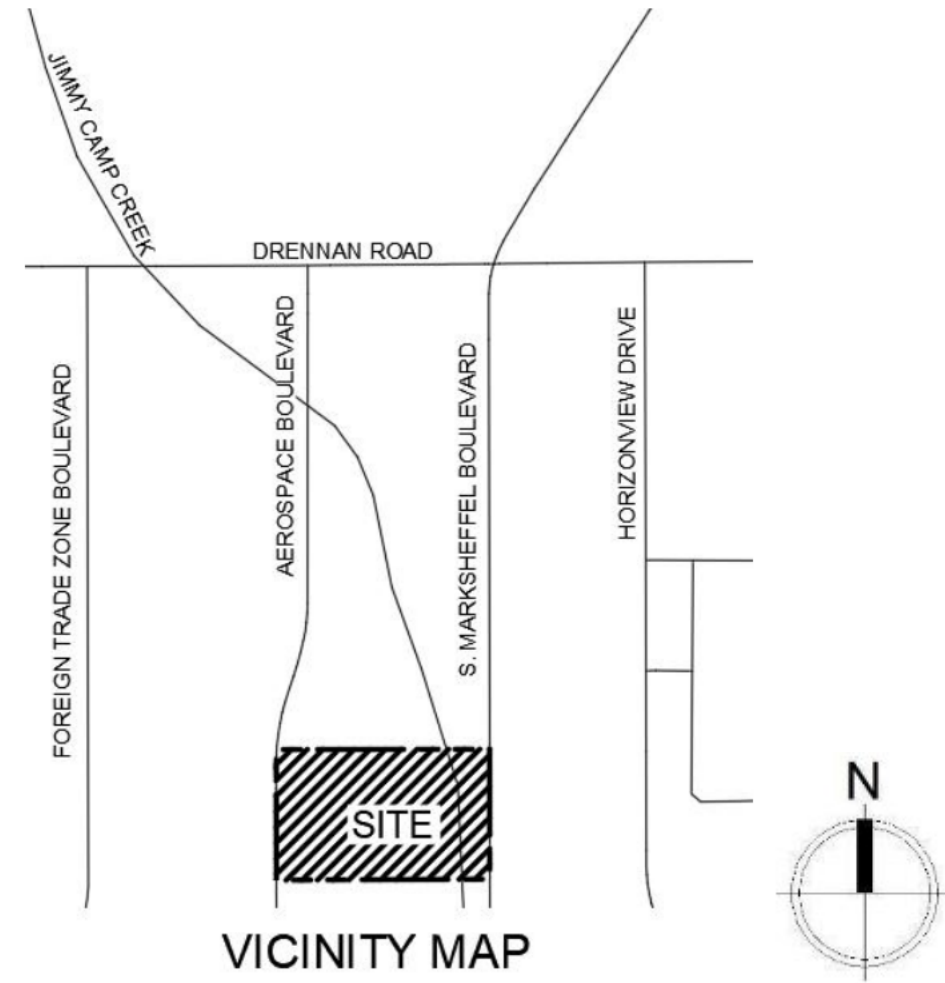 JIMMY CAMP CREEK
DRENNAN ROAD
FOREIGN TRADE ZONE BOULEVARD
AEROSPACE BOULEVARD
S. MARKSHEFFEL BOULEVARD
HORIZONVIEW DRIVE
SITE
N
VICINITY MAP